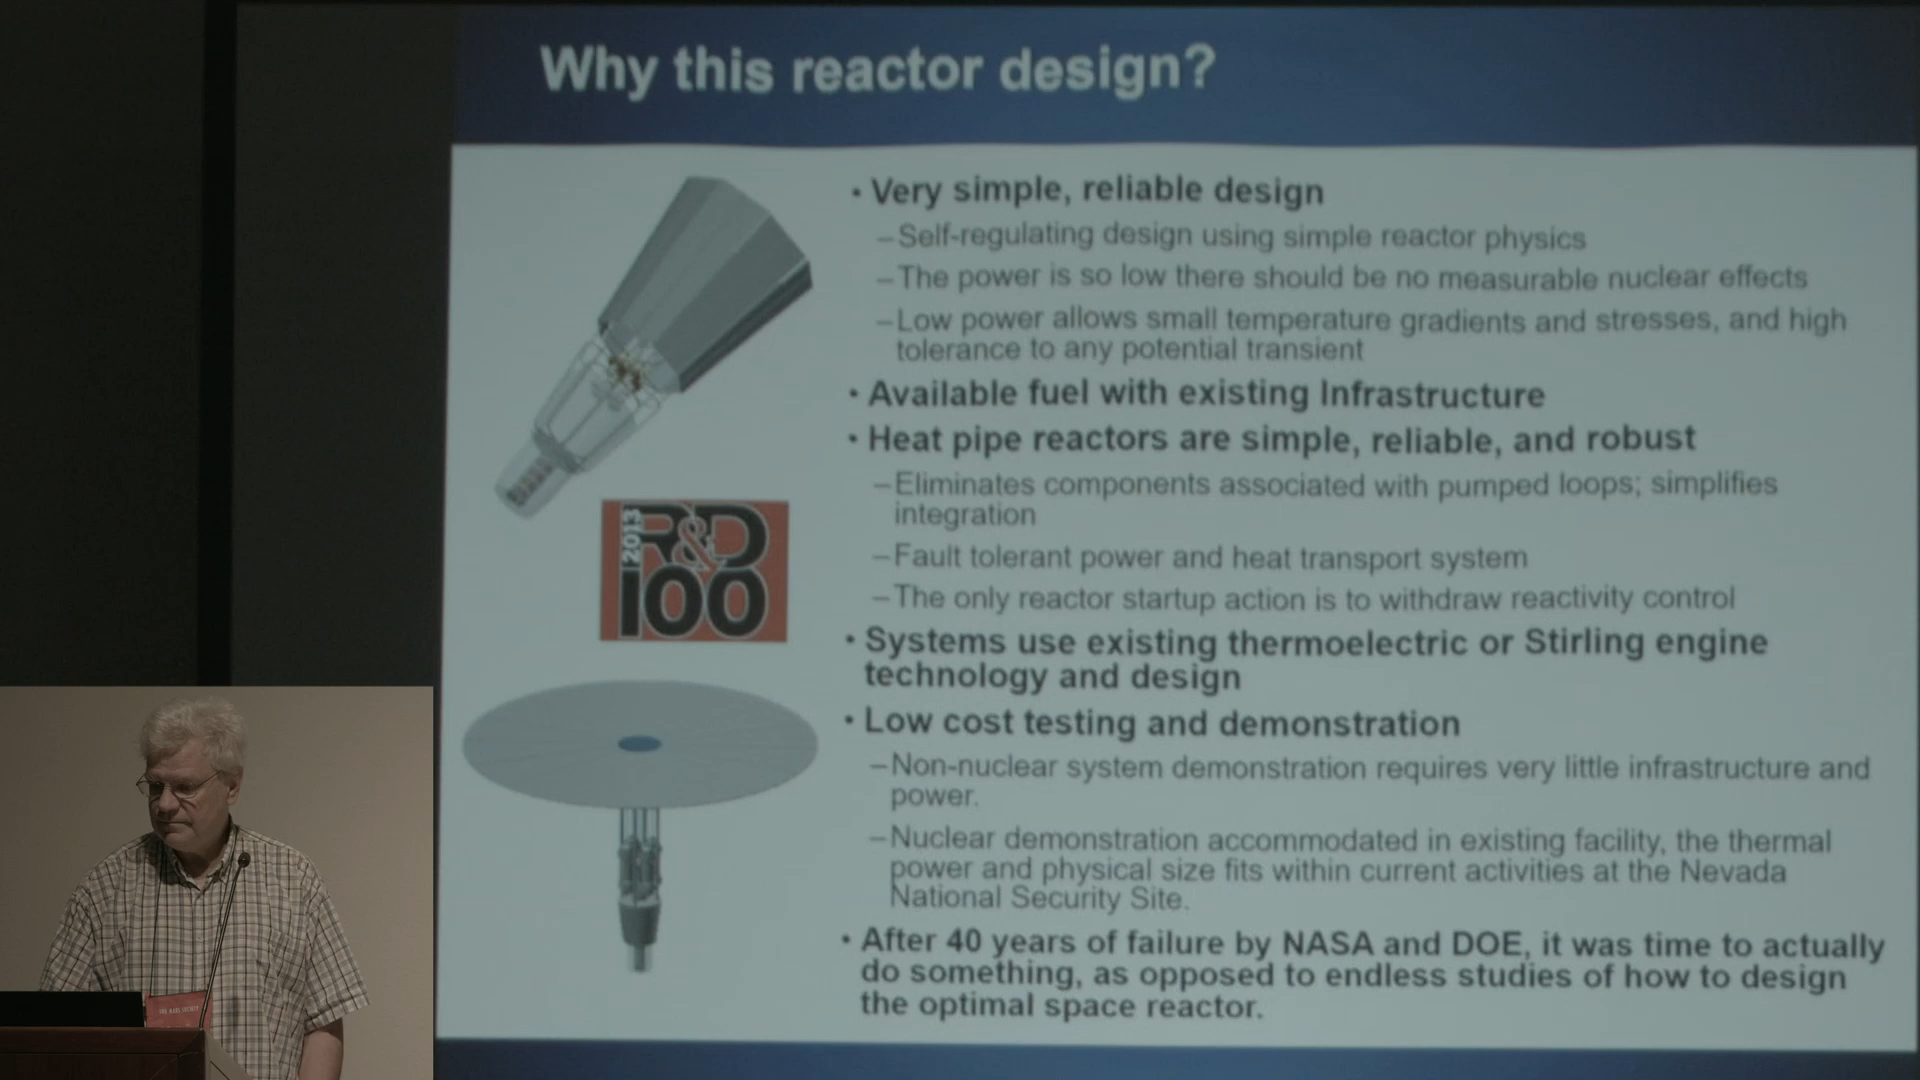 Why this reactor design?
• Very simple, reliable design
–Self-regulating design using simple reactor physics
–The power is so low there should be no measurable nuclear effects
–Low power allows small temperature gradients and stresses, and high
tolerance to any potential transient
• Available fuel with existing Infrastructure
• Heat pipe reactors are simple, reliable, and robust
–Eliminates components associated with pumped loops; simplifies
integration
–Fault tolerant power and heat transport system
–The only reactor startup action is to withdraw reactivity control
• Systems use existing thermoelectric or Stirling engine
technology and design
• Low cost testing and demonstration
–Non-nuclear system demonstration requires very little infrastructure and
power.
–Nuclear demonstration accommodated in existing facility, the thermal
power and physical size fits within current activities at the Nevada
National Security Site.
• After 40 years of failure by NASA and DOE, it was time to actually
do something, as opposed to endless studies of how to design
the optimal space reactor.
2013
R&D
100
THE MARS SOCIETY